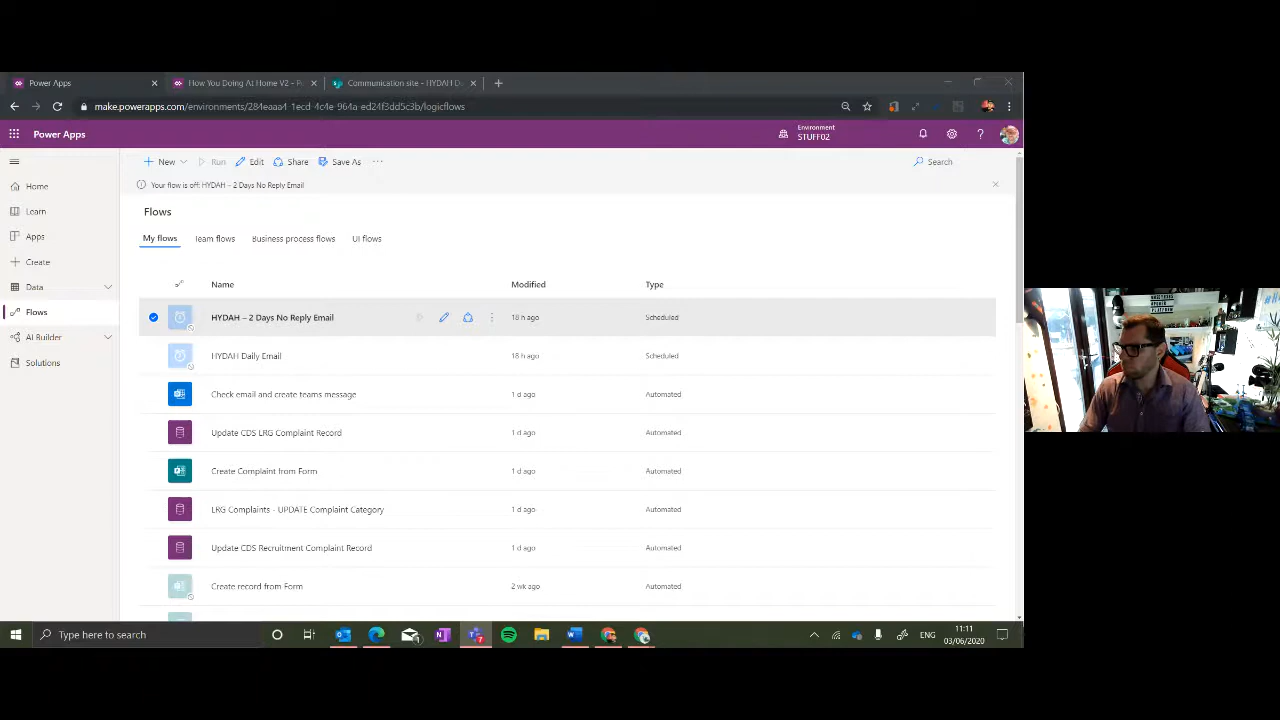 Power Apps
How You Doing At Home V2 - P
Communication site - HYDAH D
make.powerapps.com/environments/284eaaa4-1ecd-4c4e-964a-ed24f3dd5c3b/logicflows
Power Apps
Environment
STUFF02
New
Run
Edit
Share
Save As
Search
Your flow is off: HYDAH – 2 Days No Reply Email
Home
Learn
Apps
Create
Data
Flows
AI Builder
Solutions
Flows
My flows
Team flows
Business process flows
UI flows
Name Modified Type
HYDAH – 2 Days No Reply Email 18 h ago Scheduled
HYDAH Daily Email 18 h ago Scheduled
Check email and create teams message 1 d ago Automated
Update CDS LRG Complaint Record 1 d ago Automated
Create Complaint from Form 1 d ago Automated
LRG Complaints - UPDATE Complaint Category 1 d ago Automated
Update CDS Recruitment Complaint Record 1 d ago Automated
Create record from Form 2 wk ago Automated
Type here to search
ENG
11:11
03/06/2020